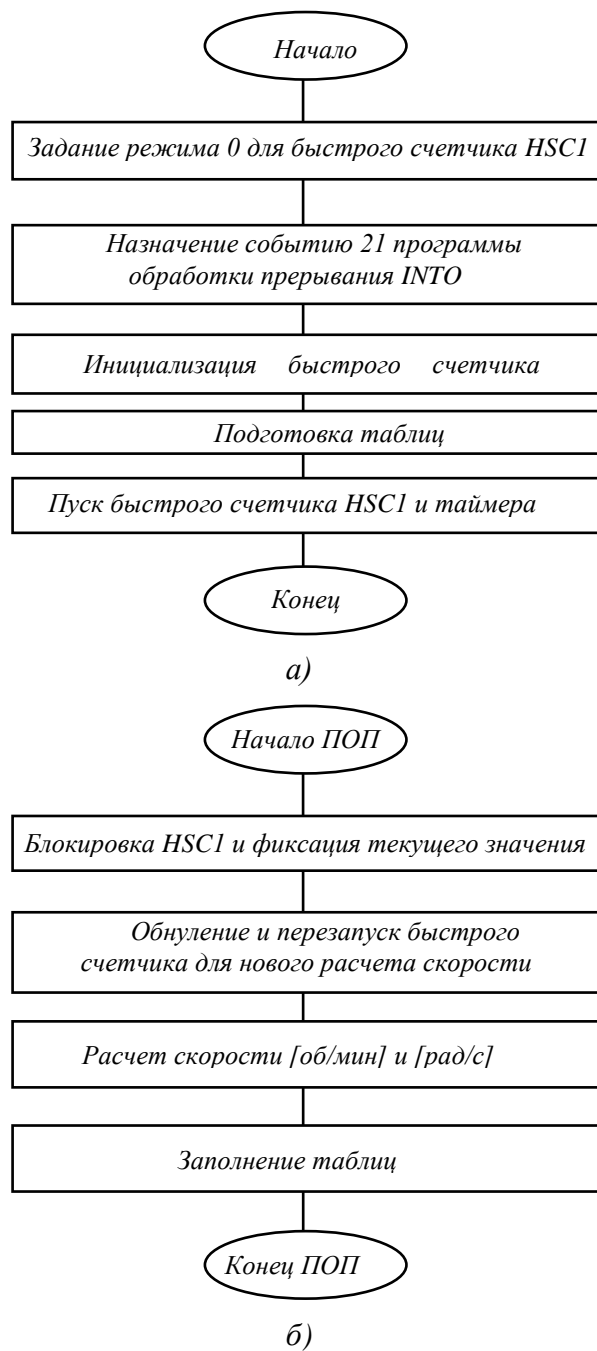 Начало
Задание режима 0 для быстрого счетчика HSC1
Назначение событию 21 программы
обработки прерывания INTO
Инициализация быстрого счетчика
Подготовка таблиц
Пуск быстрого счетчика HSC1 и таймера
Конец
а)
Начало ПОП
Блокировка HSC1 и фиксация текущего значения
Обнуление и перезапуск быстрого
счетчика для нового расчета скорости
Расчет скорости [об/мин] и [рад/с]
Заполнение таблиц
Конец ПОП
б)